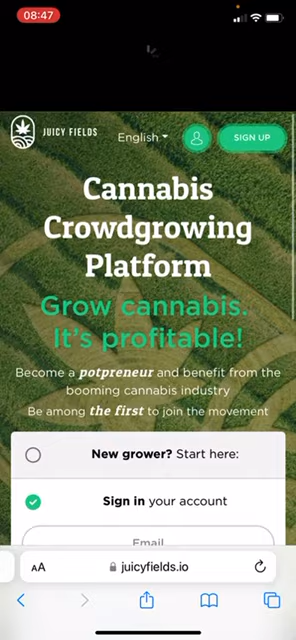 08:47
JUICY FIELDS
English
SIGN UP
Cannabis
Crowdgrowing
Platform
Grow cannabis.
It's profitable!
Become a potpreneur and benefit from the
booming cannabis industry
Be among the first to join the movement
New grower? Start here:
Sign in your account
Email
AA
juicyfields.io